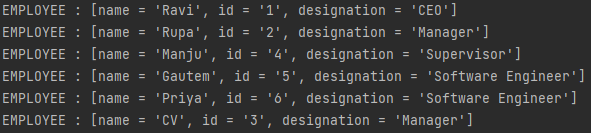 EMPLOYEE : [name = 'Ravi', id = '1', designation = 'CEO']
EMPLOYEE : [name = 'Rupa', id = '2', designation = 'Manager']
EMPLOYEE : [name = 'Manju', id = '4', designation = 'Supervisor']
EMPLOYEE : [name = 'Gautem', id = '5', designation = 'Software Engineer']
EMPLOYEE : [name = 'Priya', id = '6', designation = 'Software Engineer']
EMPLOYEE : [name = 'CV', id = '3', designation = 'Manager']